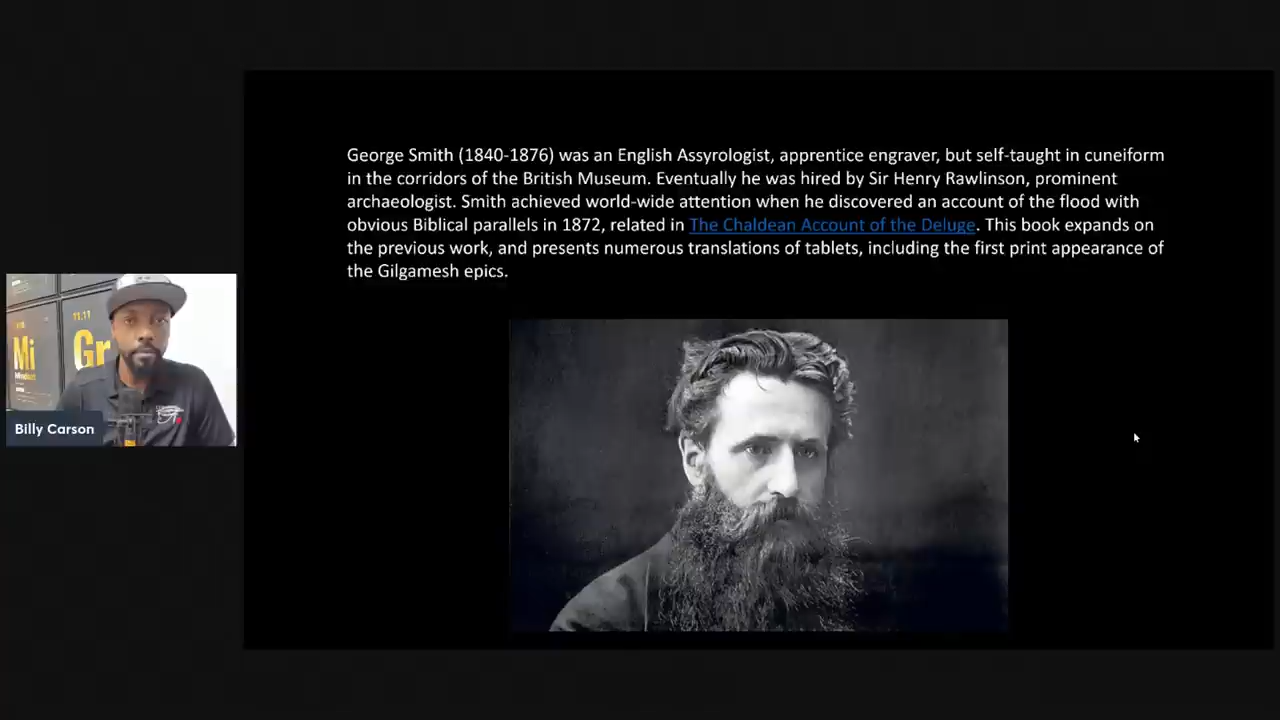 George Smith (1840-1876) was an English Assyrologist, apprentice engraver, but self-taught in cuneiform
in the corridors of the British Museum. Eventually he was hired by Sir Henry Rawlinson, prominent
archaeologist. Smith achieved world-wide attention when he discovered an account of the flood with
obvious Biblical parallels in 1872, related in The Chaldean Account of the Deluge. This book expands on
the previous work, and presents numerous translations of tablets, including the first print appearance of
the Gilgamesh epics.
11.11
Mi
Gr
Billy Carson